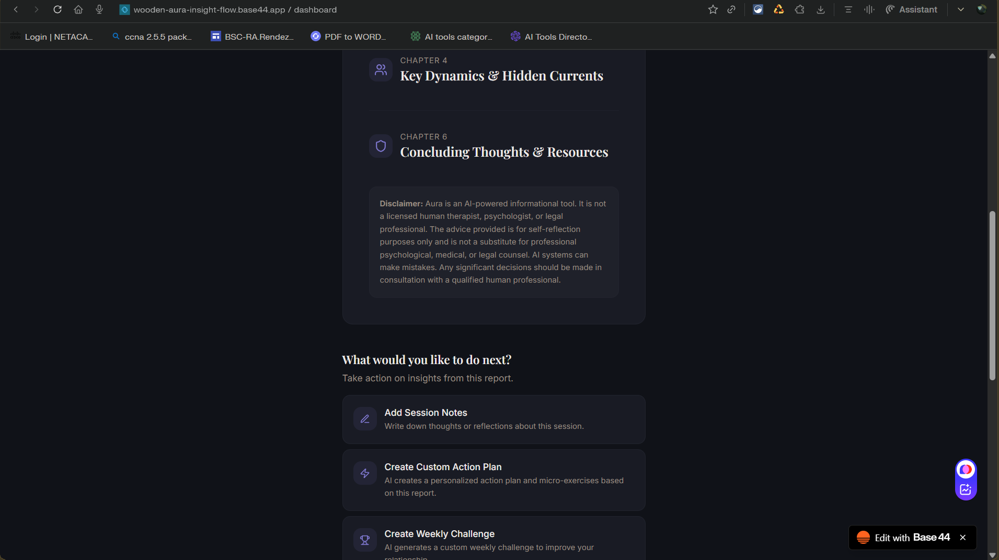 wooden-aura-insight-flow.base44.app / dashboard
Assistant
Login | NETACA...
ccna 2.5.5 pack...
BSC-RA.Rendez...
PDF to WORD...
AI tools categor...
AI Tools Directo...
CHAPTER 4
Key Dynamics & Hidden Currents
CHAPTER 6
Concluding Thoughts & Resources
Disclaimer: Aura is an AI-powered informational tool. It is not
a licensed human therapist, psychologist, or legal
professional. The advice provided is for self-reflection
purposes only and is not a substitute for professional
psychological, medical, or legal counsel. AI systems can
make mistakes. Any significant decisions should be made in
consultation with a qualified human professional.
What would you like to do next?
Take action on insights from this report.
Add Session Notes
Write down thoughts or reflections about this session.
Create Custom Action Plan
AI creates a personalized action plan and micro-exercises based
on this report.
Create Weekly Challenge
AI generates a custom weekly challenge to improve your
relationship.
Edit with Base44